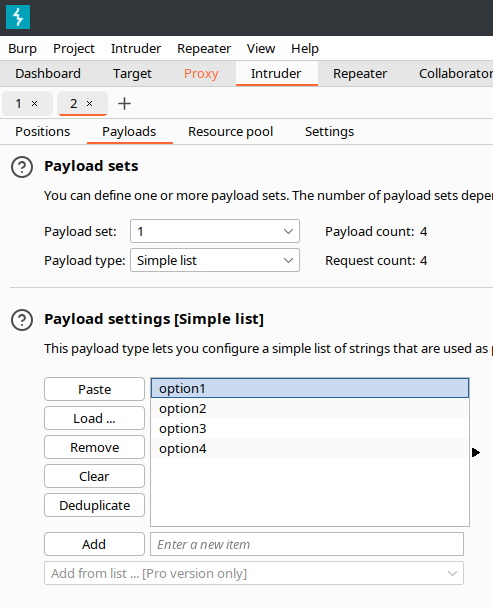 Burp Project Intruder Repeater View Help
Dashboard Target Proxy Intruder Repeater Collaborator
1 × 2 × +
Positions Payloads Resource pool Settings
? Payload sets
You can define one or more payload sets. The number of payload sets
Payload set: 1 Payload count: 4
Payload type: Simple list Request count: 4
? Payload settings [Simple list]
This payload type lets you configure a simple list of strings that are used as
Paste option1
Load ... option2
Remove option3
Clear option4
Deduplicate
Add Enter a new item
Add from list ... [Pro version only]